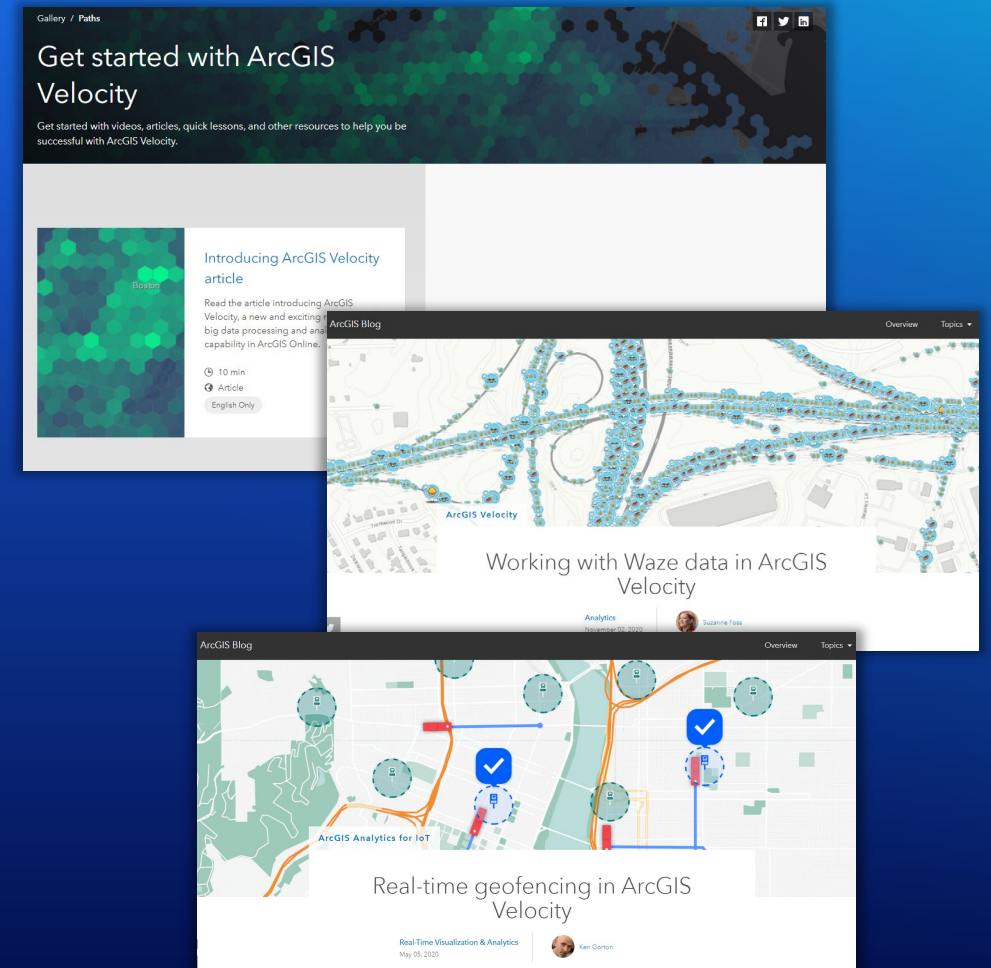 Gallery / Paths
Get started with ArcGIS
Velocity
Get started with videos, articles, quick lessons, and other resources to help you be
successful with ArcGIS Velocity.
Boston
Introducing ArcGIS Velocity
article
Read the article introducing ArcGIS
Velocity, a new and exciting
big data processing and
capability in ArcGIS Online.
10 min
Article
English Only
ArcGIS Blog
Overview
Topics
ArcGIS Velocity
Working with Waze data in ArcGIS
Velocity
Analytics
November 02, 2020
Suzanne Foss
ArcGIS Blog
Overview
Topics
ArcGIS Analytics for IoT
Real-time geofencing in ArcGIS
Velocity
Real-Time Visualization & Analytics
May 05, 2020
Ken Gorton